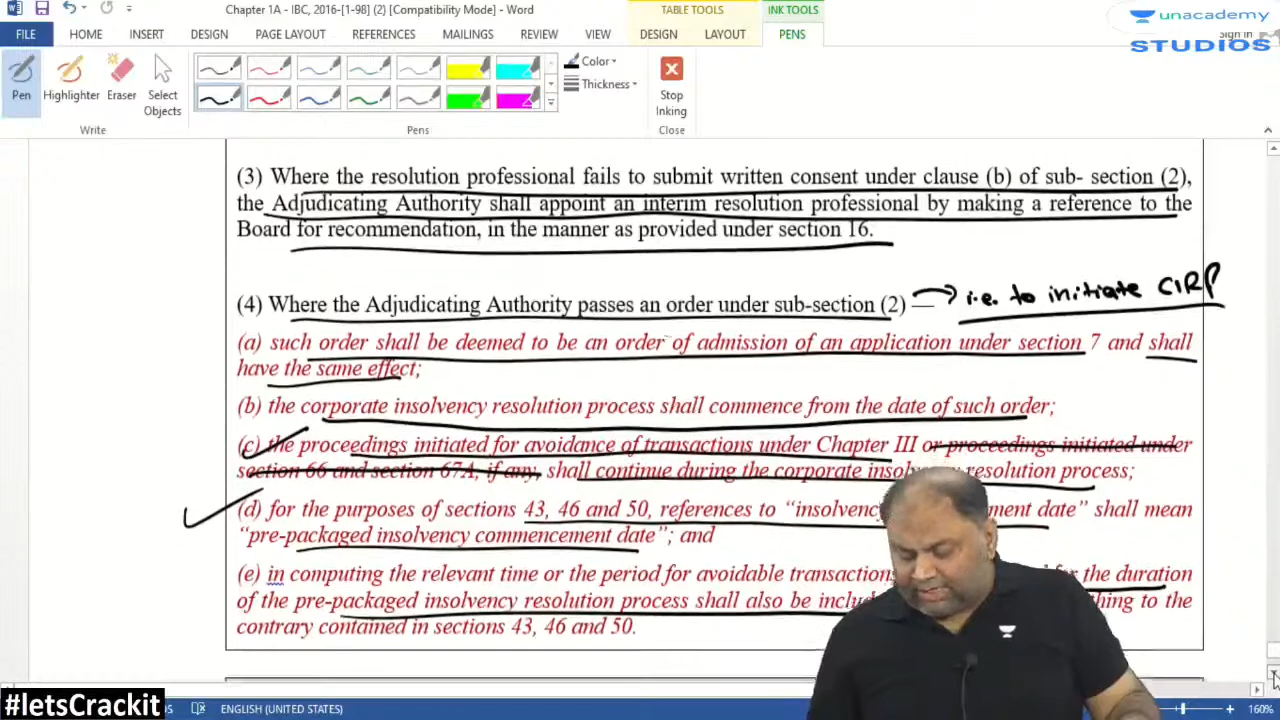 Chapter 1A - IBC, 2016-[1-98] (2) [Compatibility Mode] - Word
TABLE TOOLS
INK TOOLS
unacademy
STUDIOS
Sign in
FILE HOME INSERT DESIGN PAGE LAYOUT REFERENCES MAILINGS REVIEW VIEW DESIGN LAYOUT PENS
Pen Highlighter Eraser Select Objects
Color
Thickness
Stop Inking
Write Pens Close
(3) Where the resolution professional fails to submit written consent under clause (b) of sub- section (2),
the Adjudicating Authority shall appoint an interim resolution professional by making a reference to the
Board for recommendation, in the manner as provided under section 16.
(4) Where the Adjudicating Authority passes an order under sub-section (2) — → i.e. to initiate CIRP
(a) such order shall be deemed to be an order of admission of an application under section 7 and shall
have the same effect;
(b) the corporate insolvency resolution process shall commence from the date of such order;
(c) the proceedings initiated for avoidance of transactions under Chapter III or proceedings initiated under
section 66 and section 67A, if any, shall continue during the corporate insolvency resolution process;
(d) for the purposes of sections 43, 46 and 50, references to “insolvency ment date” shall mean
“pre-packaged insolvency commencement date”; and
(e) in computing the relevant time or the period for avoidable transactions for the duration
of the pre-packaged insolvency resolution process shall also be inclu hing to the
contrary contained in sections 43, 46 and 50.
#letsCrackit
ENGLISH (UNITED STATES)
160%